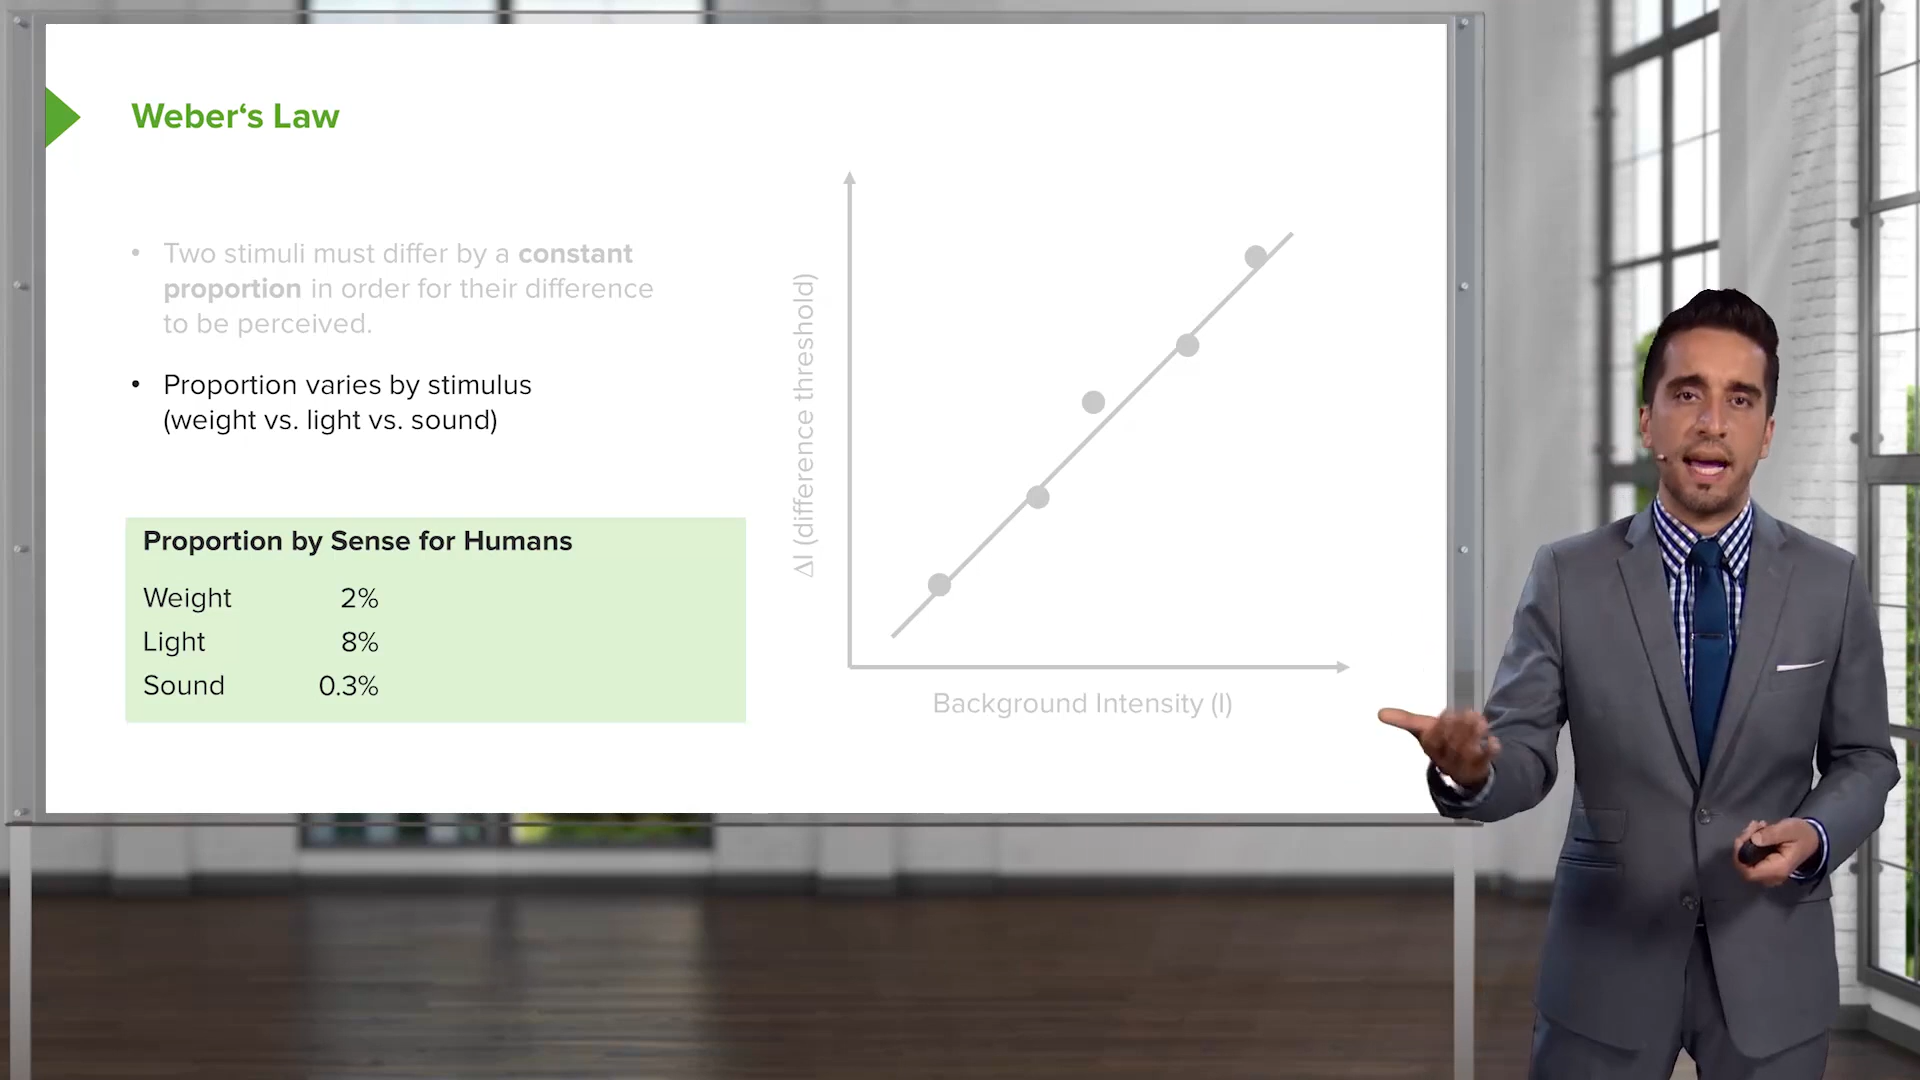 Weber‘s Law
• Two stimuli must differ by a constant
proportion in order for their difference
to be perceived.
• Proportion varies by stimulus
(weight vs. light vs. sound)
Proportion by Sense for Humans
Weight 2%
Light 8%
Sound 0.3%
ΔI (difference threshold)
Background Intensity (I)